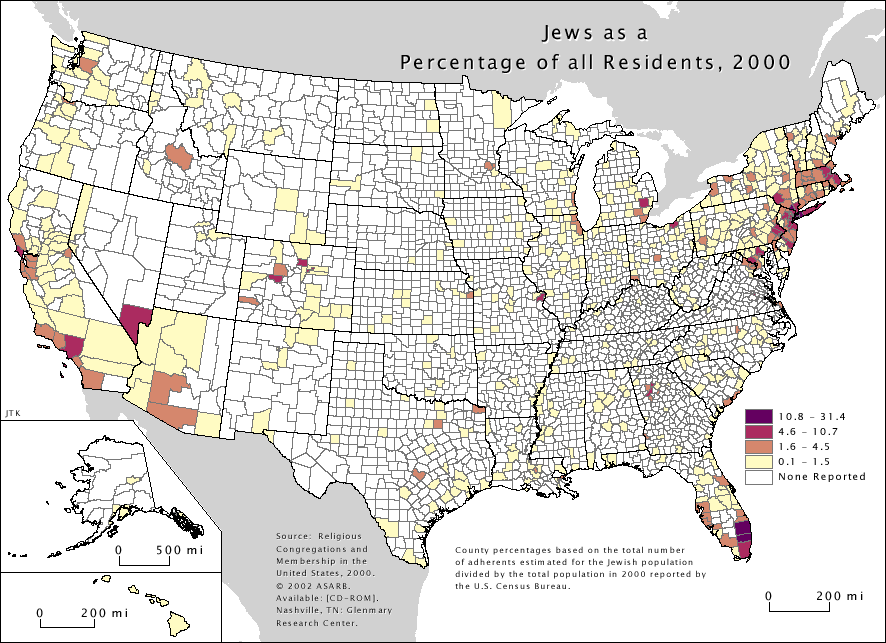 Jews as a
Percentage of all Residents, 2000
JTK
10.8 – 31.4
4.6 – 10.7
1.6 – 4.5
0.1 – 1.5
None Reported
0 500 mi
0 200 mi
Source: Religious
Congregations and
Membership in the
United States, 2000.
© 2002 ASARB.
Available: [CD-ROM].
Nashville, TN: Glenmary
Research Center.
County percentages based on the total number
of adherents estimated for the Jewish population
divided by the total population in 2000 reported by
the U.S. Census Bureau.
0 200 mi